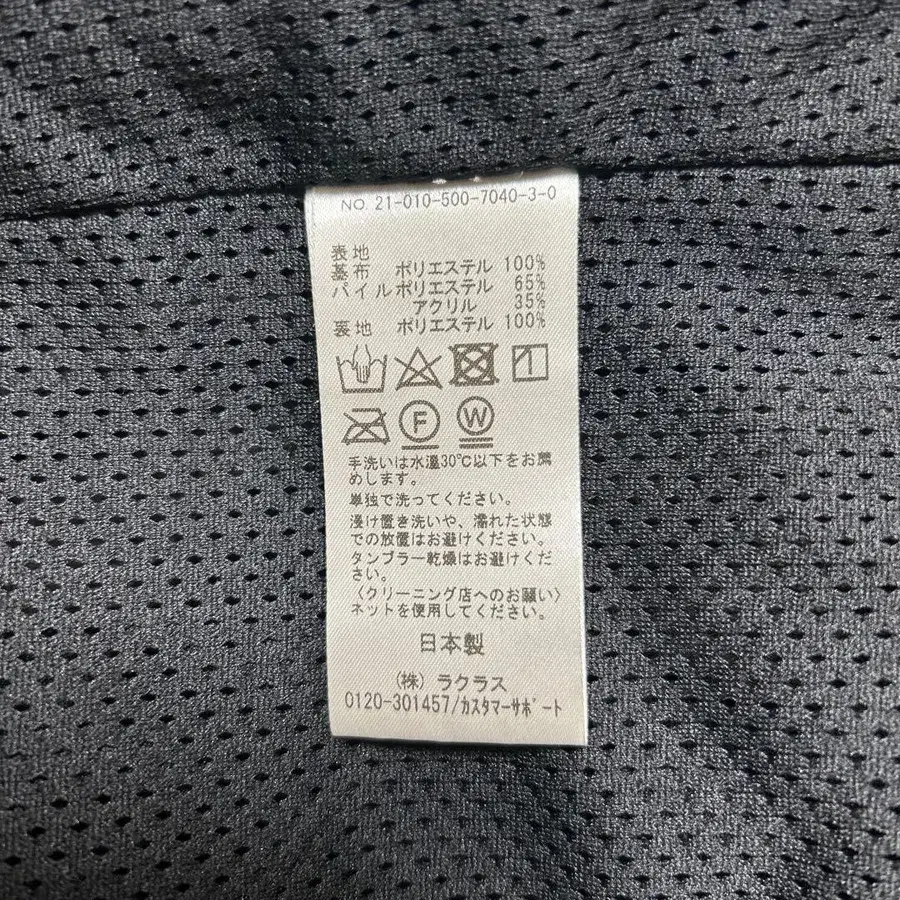 NO. 21-010-500-7040-3-0
表地
基布 ポリエステル 100%
パイル ポリエステル 65%
アクリル 35%
裏地 ポリエステル 100%
F W
手洗いは水温30℃以下をお薦
めします。
単独で洗ってください。
浸け置き洗いや、濡れた状態
での放置はお避けください。
タンブラー乾燥はお避けくだ
さい。
〈クリーニング店へのお願い〉
ネットを使用してください。
日本製
(株) ラクラス
0120-301457/ｶｽﾀﾏｰｻﾎﾟｰﾄ